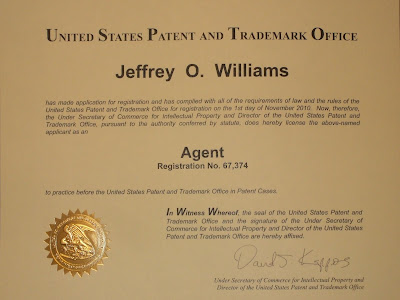 UNITED STATES PATENT AND TRADEMARK OFFICE
Jeffrey O. Williams
has made application for registration and has complied with all of the requirements of law and the rules of the
United States Patent and Trademark Office for registration on the 1st day of November 2010. Now, therefore,
the Under Secretary of Commerce for Intellectual Property and Director of the United States Patent and
Trademark Office, pursuant to the authority conferred by statute, does hereby license the above-named
applicant as an
Agent
Registration No. 67,374
to practice before the United States Patent and Trademark Office in Patent Cases.
In Witness Whereof, the seal of the United States Patent and
Trademark Office and the signature of the Under Secretary of
Commerce for Intellectual Property and Director of the United States
Patent and Trademark Office are hereby affixed.
David J Kappos
Under Secretary of Commerce for Intellectual Property and
Director of the United States Patent and Trademark Office